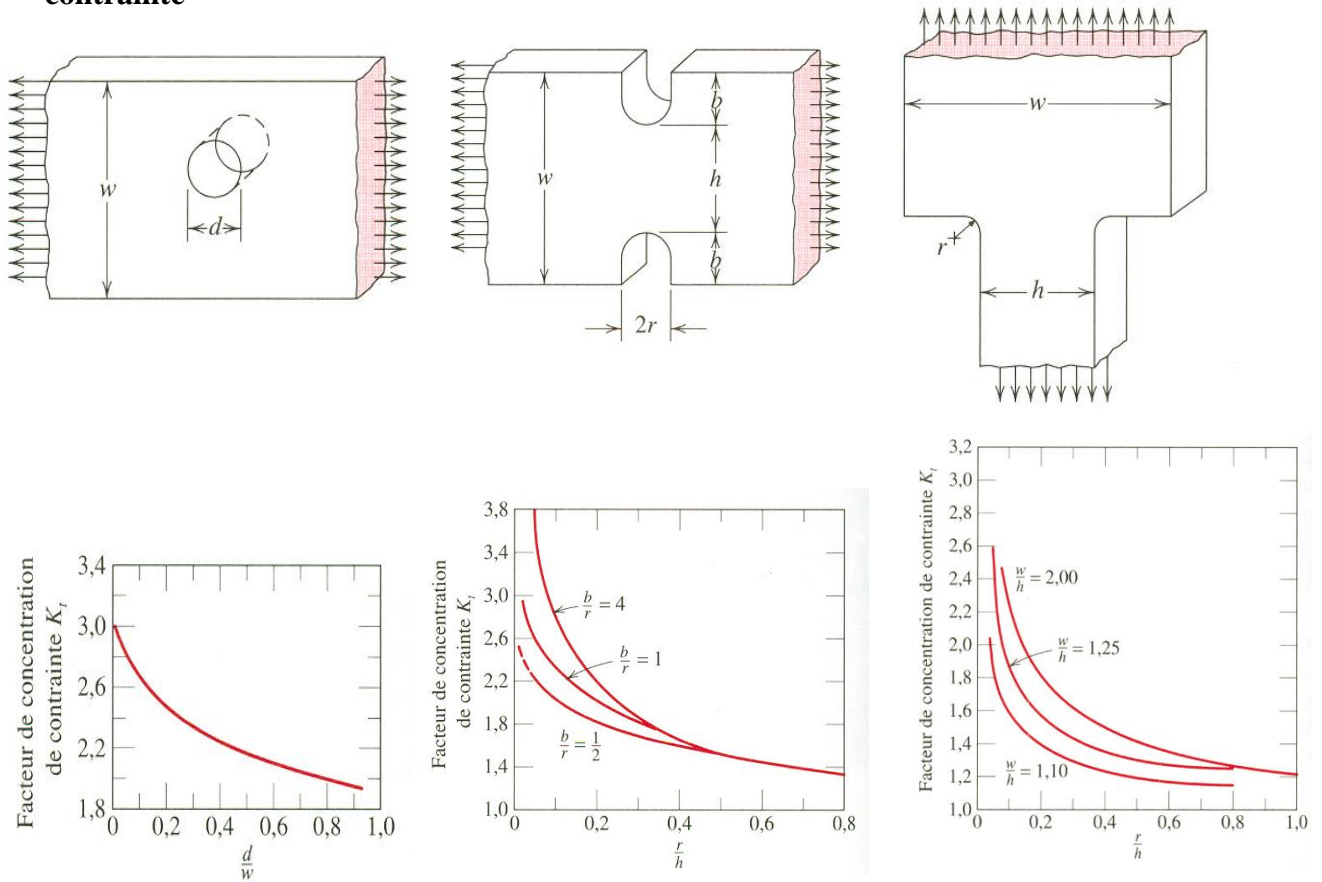 contrainte
w
d
w
b
h
b
2r
w
r
h
Facteur de concentration
de contrainte K_t
3,4
3,0
2,6
2,2
1,8
0
0,2
0,4
0,6
0,8
1,0
d
w
Facteur de concentration
de contrainte K_t
3,8
3,4
3,0
2,6
2,2
1,8
1,4
1,0
b/r = 4
b/r = 1
b/r = 1/2
0
0,2
0,4
0,6
0,8
r
h
Facteur de concentration de contrainte K_t
3,2
3,0
2,8
2,6
2,4
2,2
2,0
1,8
1,6
1,4
1,2
1,0
w/h = 2,00
w/h = 1,25
w/h = 1,10
0
0,2
0,4
0,6
0,8
1,0
r
h